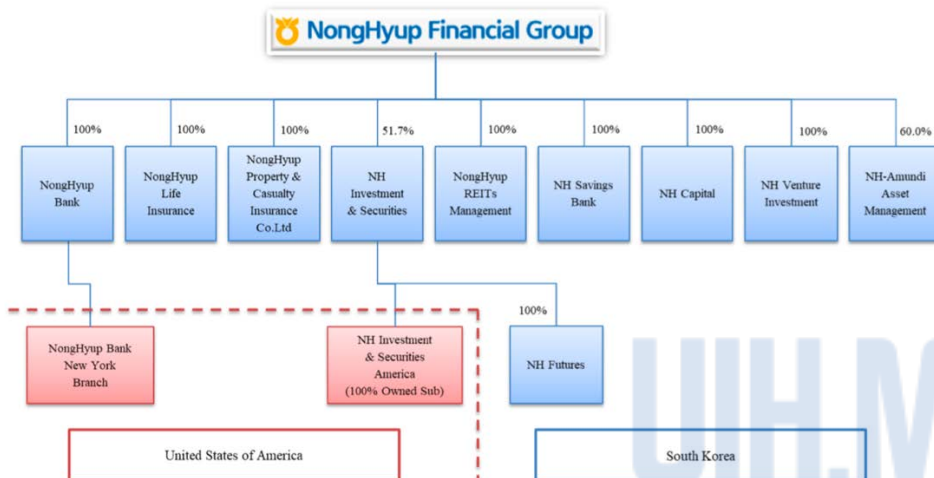 NongHyup Financial Group
100%
100%
100%
51.7%
100%
100%
100%
100%
60.0%
NongHyup
Bank
NongHyup
Life
Insurance
NongHyup
Property &
Casualty
Insurance
Co.Ltd
NH
Investment
& Securities
NongHyup
REITs
Management
NH Savings
Bank
NH Capital
NH Venture
Investment
NH-Amundi
Asset
Management
100%
NongHyup Bank
New York
Branch
NH Investment
& Securities
America
(100% Owned Sub)
NH Futures
United States of America
South Korea